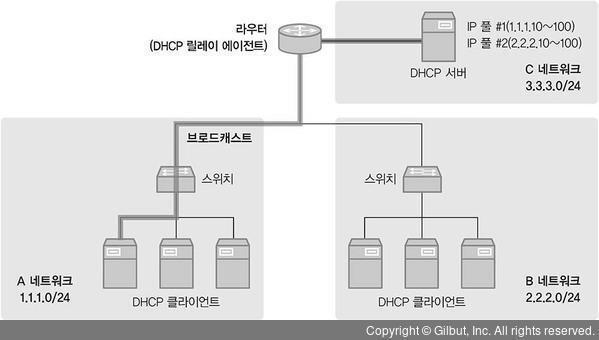 라우터
(DHCP 릴레이 에이전트)
IP 풀 #1(1.1.1.10~100)
IP 풀 #2(2.2.2.10~100)
DHCP 서버
C 네트워크
3.3.3.0/24
브로드캐스트
스위치
스위치
A 네트워크
1.1.1.0/24
DHCP 클라이언트
DHCP 클라이언트
B 네트워크
2.2.2.0/24
Copyright © Gilbut, Inc. All rights reserved.